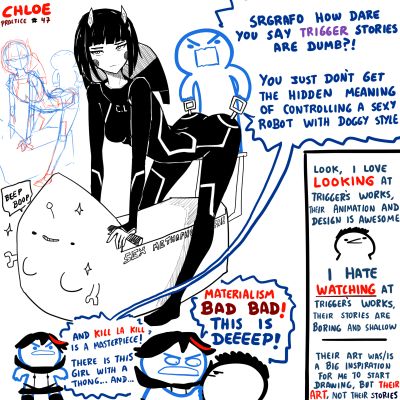 CHLOE
PRACTICE # 47
SRGRAFO HOW DARE
YOU SAY TRIGGER STORIES
ARE DUMB?!
YOU JUST DON'T GET
THE HIDDEN MEANING
OF CONTROLLING A SEXY
ROBOT WITH DOGGY STYLE
BEEP
BOOP
LOOK, I LOVE
LOOKING AT
TRIGGER'S WORKS,
THEIR ANIMATION AND
DESIGN IS AWESOME
I HATE
WATCHING AT
TRIGGER'S WORKS,
THEIR STORIES ARE
BORING AND SHALLOW
THEIR ART WAS/IS
A BIG INSPIRATION
FOR ME TO START
DRAWING, BUT THEIR
ART, NOT THEIR STORIES
SEX
AND KILL LA KILL
IS A MASTERPIECE!
THERE IS THIS
GIRL WITH A
THONG... AND...
MATERIALISM
BAD BAD!
THIS IS
DEEEEP!